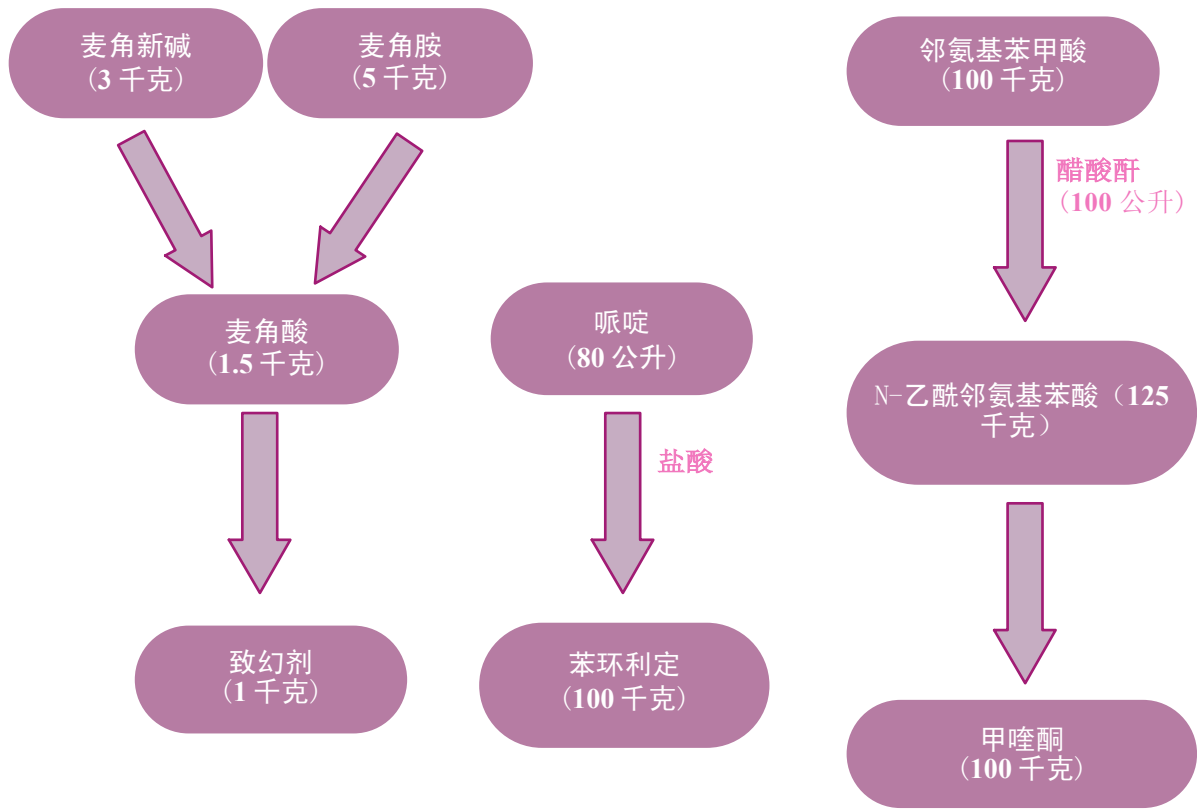 麦角新碱
（3 千克）
麦角胺
（5 千克）
邻氨基苯甲酸
（100 千克）
醋酸酐
（100 公升）
麦角酸
（1.5 千克）
哌啶
（80 公升）
N-乙酰邻氨基苯酸（125
千克）
盐酸
致幻剂
（1 千克）
苯环利定
（100 千克）
甲喹酮
（100 千克）